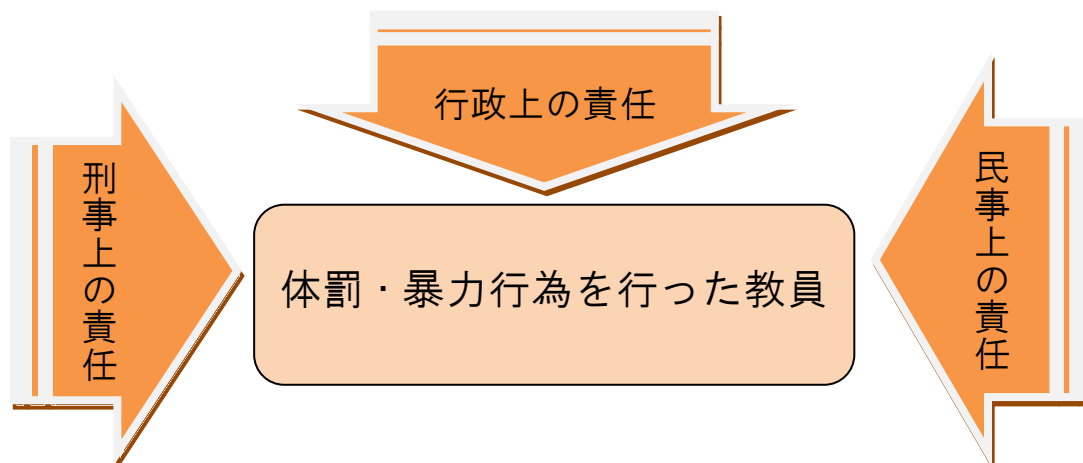 行政上の責任
刑事上の責任
体罰・暴力行為を行った教員
民事上の責任